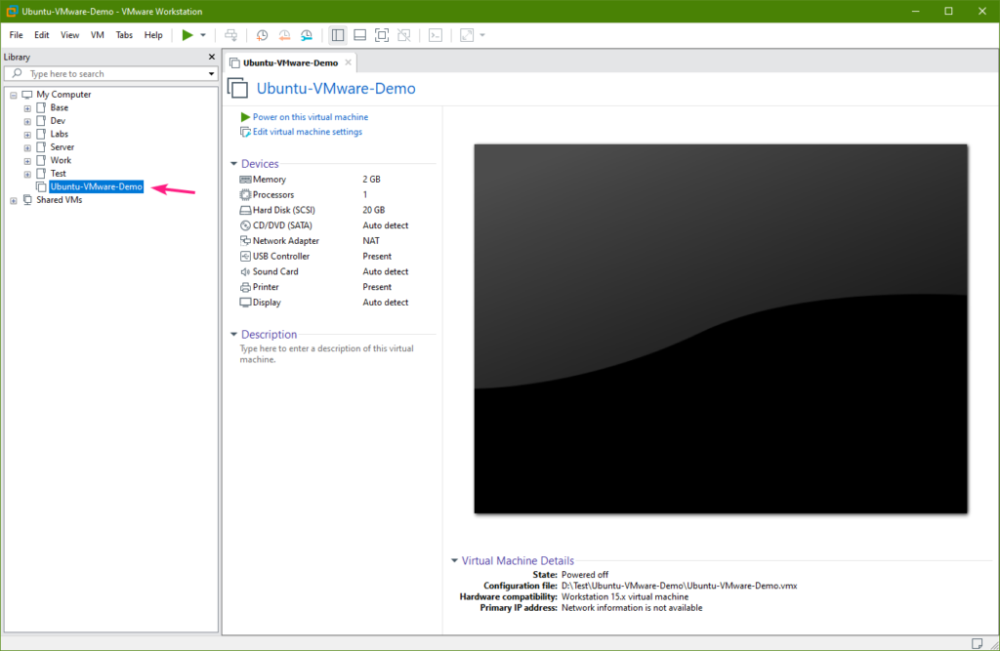 Ubuntu-VMware-Demo - VMware Workstation
File Edit View VM Tabs Help
Library
Type here to search
My Computer
Base
Dev
Labs
Server
Work
Test
Ubuntu-VMware-Demo
Shared VMs
Ubuntu-VMware-Demo
Ubuntu-VMware-Demo
Power on this virtual machine
Edit virtual machine settings
Devices
Memory 2 GB
Processors 1
Hard Disk (SCSI) 20 GB
CD/DVD (SATA) Auto detect
Network Adapter NAT
USB Controller Present
Sound Card Auto detect
Printer Present
Display Auto detect
Description
Type here to enter a description of this virtual
machine.
Virtual Machine Details
State: Powered off
Configuration file: D:\Test\Ubuntu-VMware-Demo\Ubuntu-VMware-Demo.vmx
Hardware compatibility: Workstation 15.x virtual machine
Primary IP address: Network information is not available